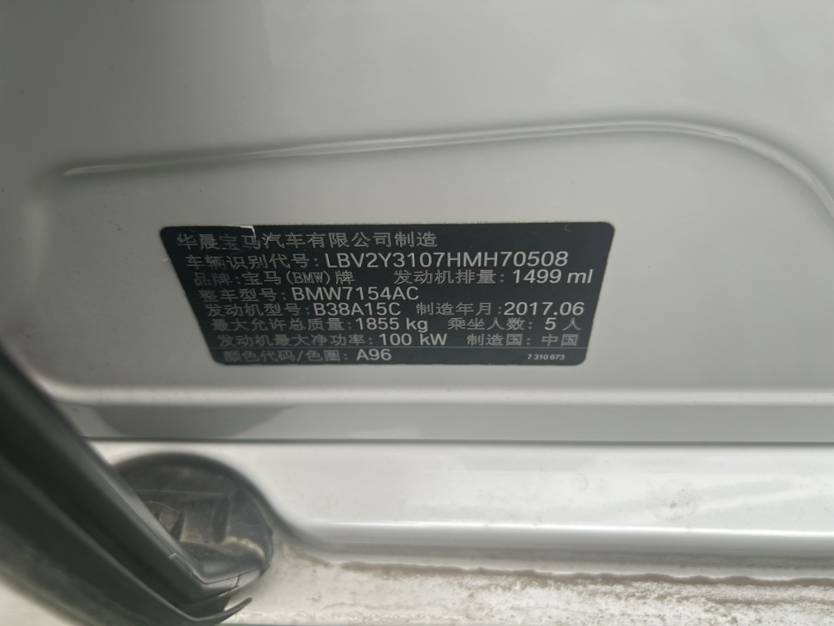 华晨宝马汽车有限公司制造
车辆识别代号: LBV2Y3107HMH70508
品牌: 宝马(BMW)牌 发动机排量: 1499 ml
整车型号: BMW7154AC
发动机型号: B38A15C 制造年月: 2017.06
最大允许总质量: 1855 kg 乘坐人数: 5 人
发动机最大净功率: 100 kW 制造国: 中国
颜色代码/色圈: A96 7 310 673